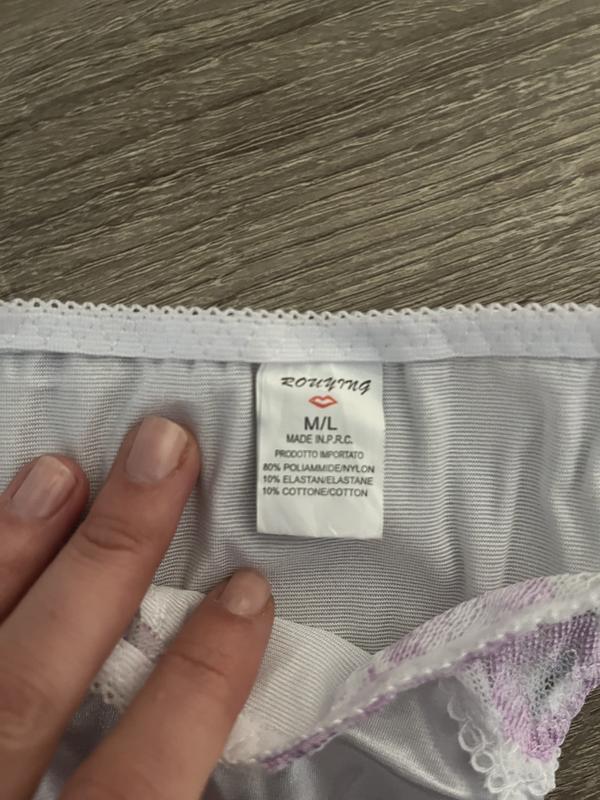 ROUYING
M/L
MADE IN.P.R.C.
PRODOTTO IMPORTATO
80% POLIAMMIDE/NYLON
10% ELASTAN/ELASTANE
10% COTTONE/COTTON